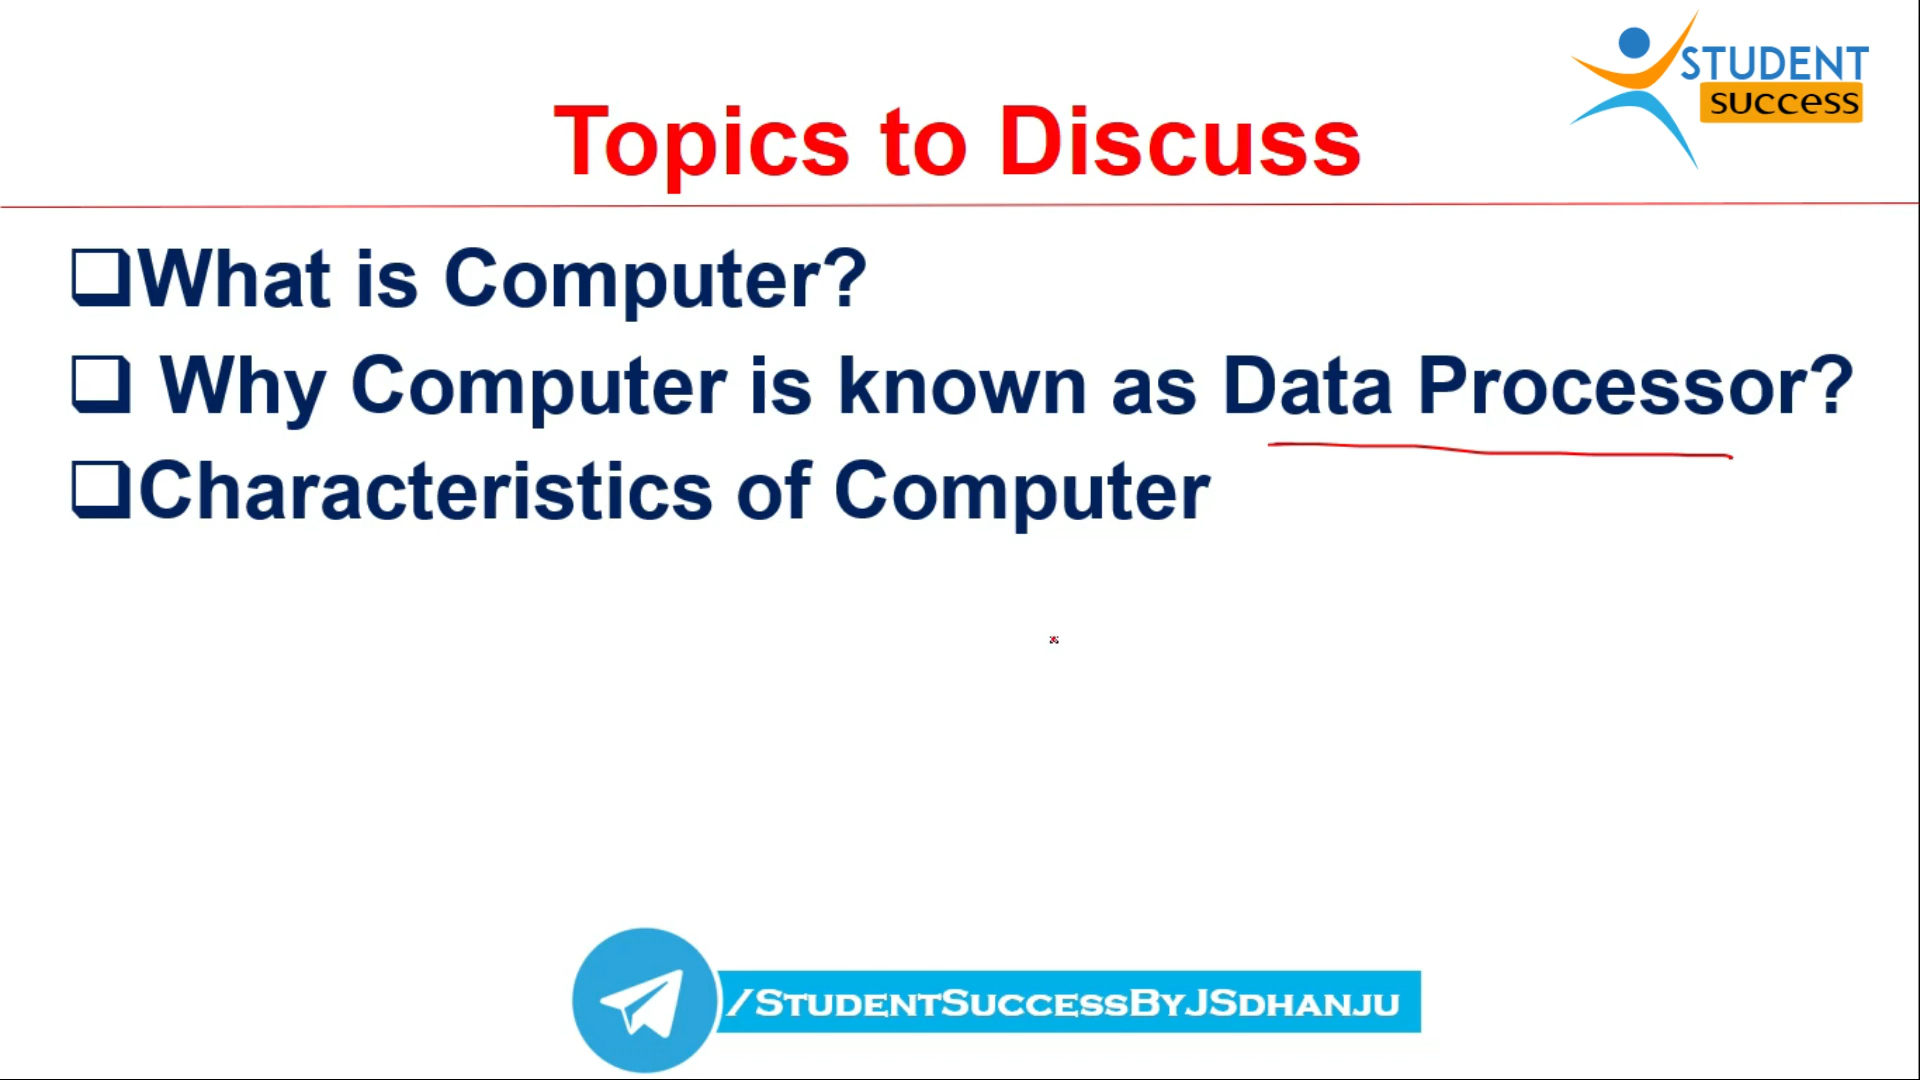 STUDENT
success
Topics to Discuss
What is Computer?
Why Computer is known as Data Processor?
Characteristics of Computer
/StudentSuccessByJSdhanju